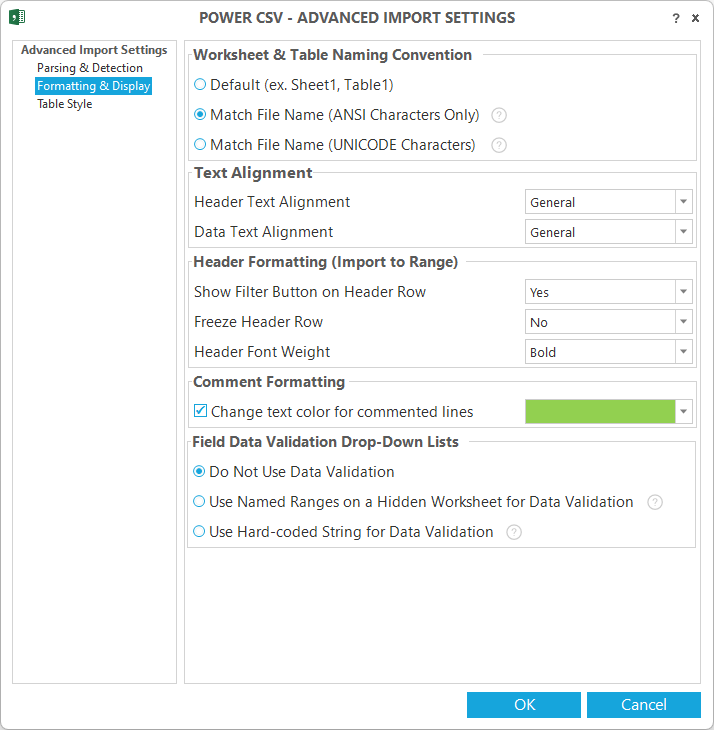 POWER CSV - ADVANCED IMPORT SETTINGS
? x
Advanced Import Settings
Parsing & Detection
Formatting & Display
Table Style
Worksheet & Table Naming Convention
Default (ex. Sheet1, Table1)
Match File Name (ANSI Characters Only) ?
Match File Name (UNICODE Characters) ?
Text Alignment
Header Text Alignment General
Data Text Alignment General
Header Formatting (Import to Range)
Show Filter Button on Header Row Yes
Freeze Header Row No
Header Font Weight Bold
Comment Formatting
Change text color for commented lines
Field Data Validation Drop-Down Lists
Do Not Use Data Validation
Use Named Ranges on a Hidden Worksheet for Data Validation ?
Use Hard-coded String for Data Validation ?
OK Cancel